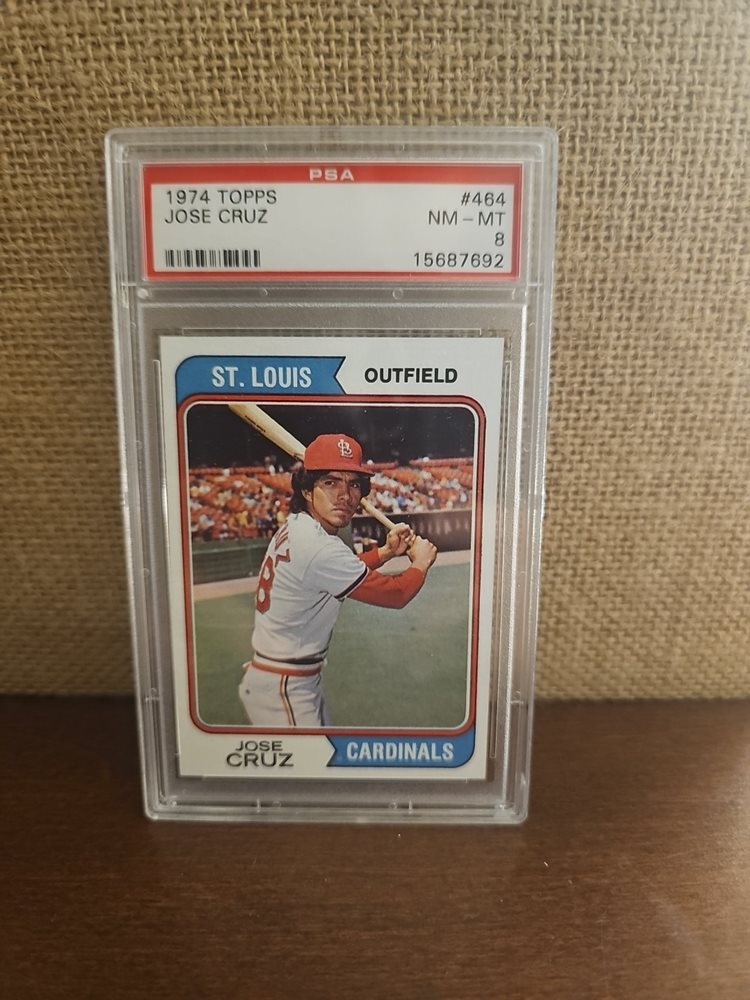 PSA
1974 TOPPS #464
JOSE CRUZ NM - MT
8
15687692
ST. LOUIS OUTFIELD
JOSE
CRUZ
CARDINALS